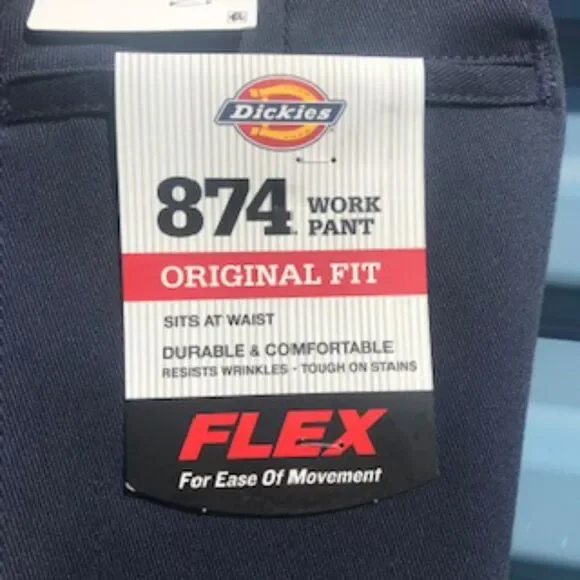 Dickies
874 WORK PANT
ORIGINAL FIT
SITS AT WAIST
DURABLE & COMFORTABLE
RESISTS WRINKLES - TOUGH ON STAINS
FLEX
For Ease Of Movement